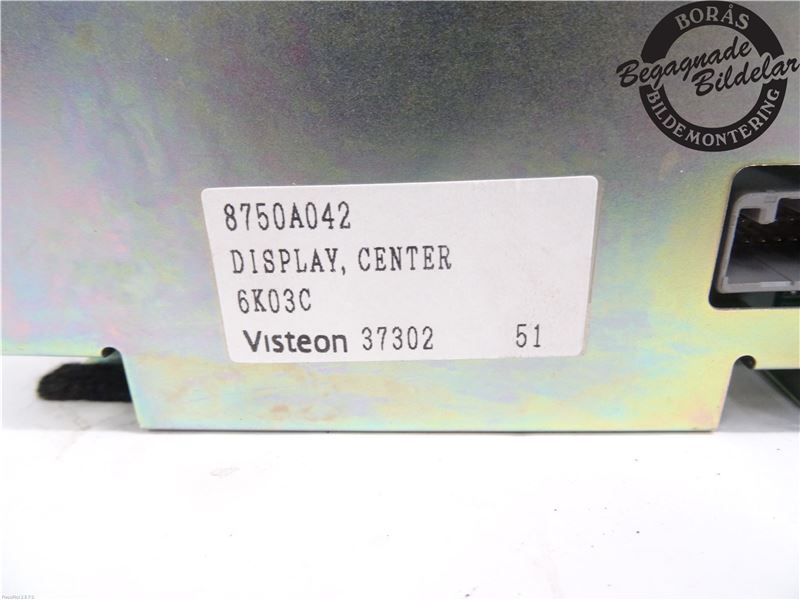 BORÅS
Begagnade
Bildelar
BILDEMONTERING
8750A042
DISPLAY, CENTER
6K03C
Visteon 37302 51